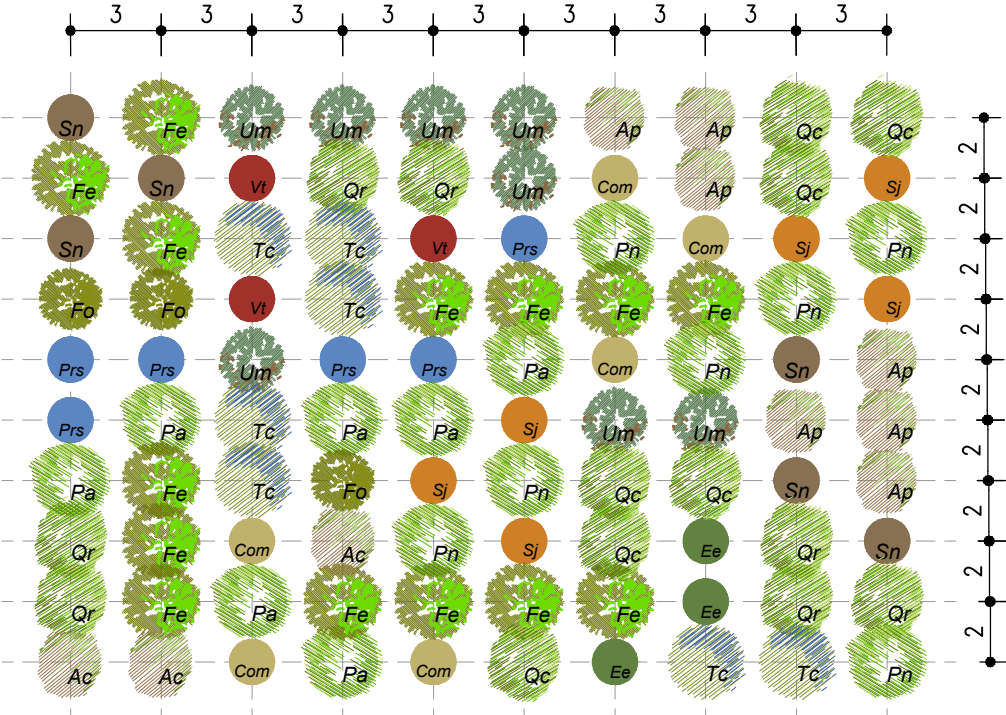 3 3 3 3 3 3 3 3 3
Sn Fe Um Um Um Um Ap Ap Qc Qc
2
Fe Sn Vt Qr Qr Um Com Ap Qc Sj
2
Sn Fe Tc Tc Vt Prs Pn Com Sj Pn
2
Fo Fo Vt Tc Fe Fe Fe Fe Pn Sj
2
Prs Prs Um Prs Prs Pa Com Pn Sn Ap
2
Prs Pa Tc Pa Pa Sj Um Um Ap Ap
2
Pa Fe Tc Fo Sj Pn Qc Qc Sn Ap
2
Qr Fe Com Ac Pn Sj Qc Ee Qr Sn
2
Qr Fe Pa Fe Fe Fe Fe Ee Qr Qr
2
Ac Ac Com Pa Com Qc Ee Tc Tc Pn